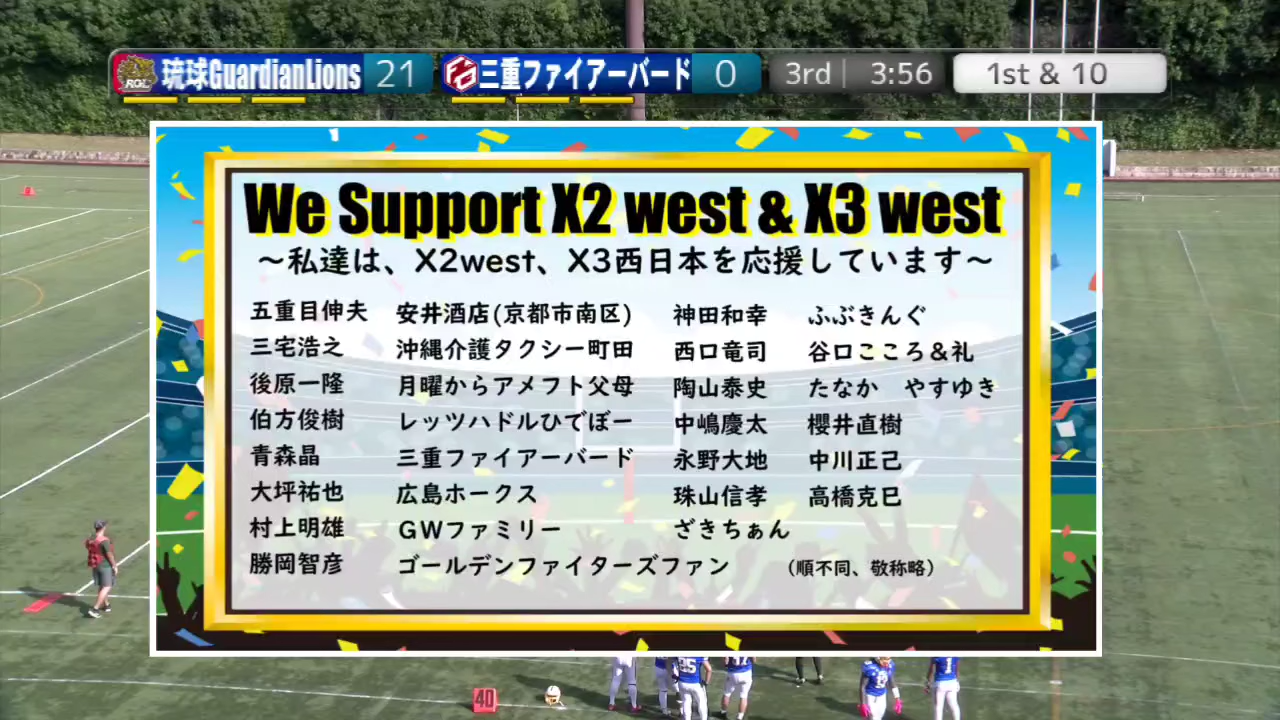 RGL 琉球GuardianLions 21 三重ファイアーバード 0 3rd 3:56 1st & 10
We Support X2 west & X3 west
～私達は、X2west、X3西日本を応援しています～
五重目伸夫 安井酒店(京都市南区) 神田和幸 ふぶきんぐ
三宅浩之 沖縄介護タクシー町田 西口竜司 谷口こころ&礼
後原一隆 月曜からアメフト父母 陶山泰史 たなか やすゆき
伯方俊樹 レッツハドルひでぼー 中嶋慶太 櫻井直樹
青森晶 三重ファイアーバード 永野大地 中川正己
大坪祐也 広島ホークス 珠山信孝 高橋克巳
村上明雄 GWファミリー ざきちぁん
勝岡智彦 ゴールデンファイターズファン (順不同、敬称略)
40